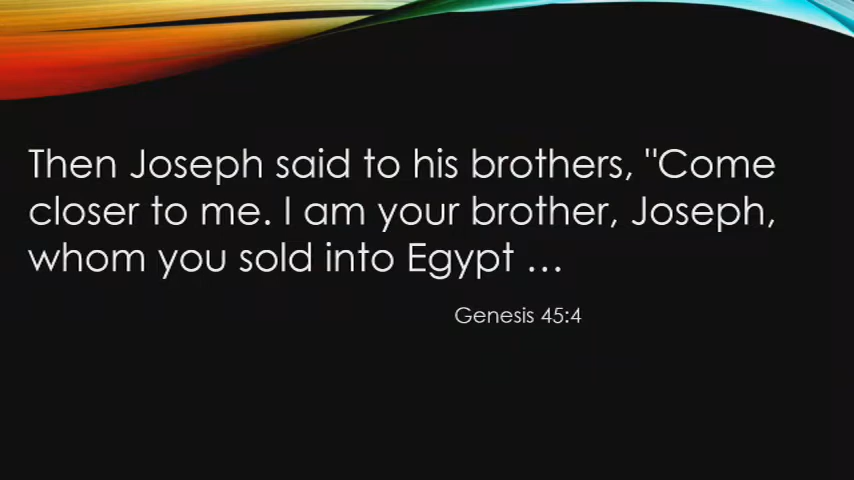 Then Joseph said to his brothers, "Come
closer to me. I am your brother, Joseph,
whom you sold into Egypt …
Genesis 45:4